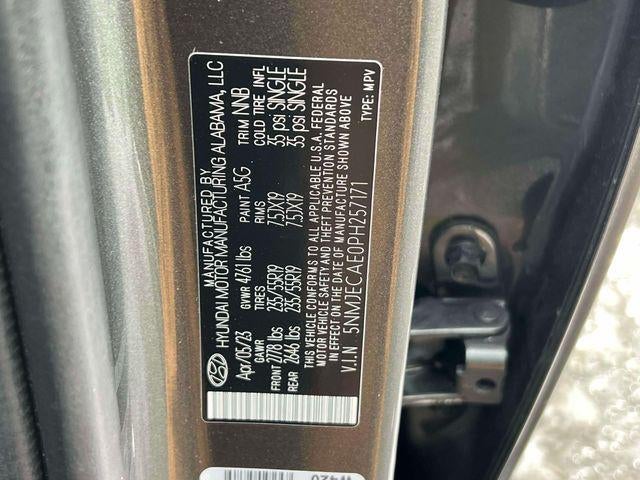 MANUFACTURED BY
HYUNDAI MOTOR MANUFACTURING ALABAMA, LLC
Apr/05/23 GVWR 4761 lbs PAINT A5G TRIM NNB
GAWR TIRES RIMS COLD TIRE INFL
FRONT 2778 lbs 235/55R19 7.5JX19 35 psi SINGLE
REAR 2646 lbs 235/55R19 7.5JX19 35 psi SINGLE
THIS VEHICLE CONFORMS TO ALL APPLICABLE U.S. FEDERAL
MOTOR VEHICLE SAFETY AND THEFT PREVENTION STANDARDS
IN EFFECT ON THE DATE OF MANUFACTURE SHOWN ABOVE
V.I.N 5NMJECAE0PH257171 TYPE: MPV